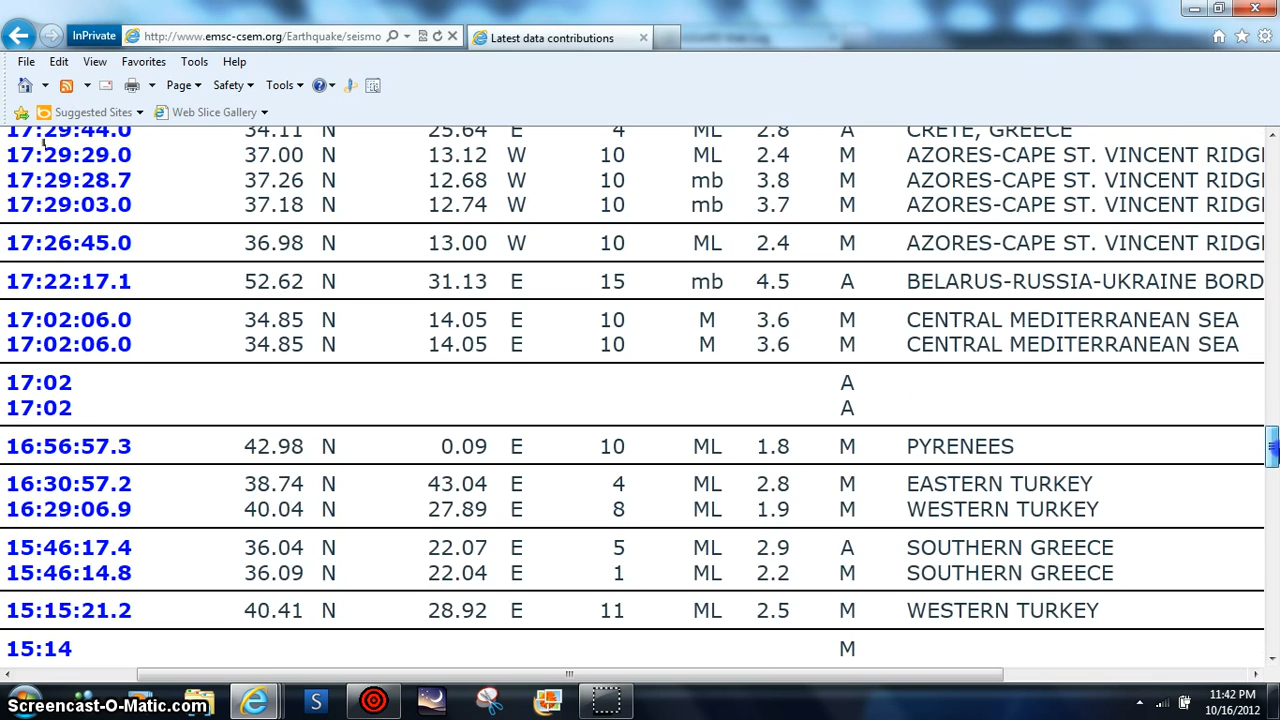 InPrivate http://www.emsc-csem.org/Earthquake/seismo Latest data contributions
File Edit View Favorites Tools Help
Page Safety Tools
Suggested Sites Web Slice Gallery
17:29:44.0 34.11 N 25.64 E 4 ML 2.8 A CRETE, GREECE
17:29:29.0 37.00 N 13.12 W 10 ML 2.4 M AZORES-CAPE ST. VINCENT RIDG
17:29:28.7 37.26 N 12.68 W 10 mb 3.8 M AZORES-CAPE ST. VINCENT RIDG
17:29:03.0 37.18 N 12.74 W 10 mb 3.7 M AZORES-CAPE ST. VINCENT RIDG
17:26:45.0 36.98 N 13.00 W 10 ML 2.4 M AZORES-CAPE ST. VINCENT RIDG
17:22:17.1 52.62 N 31.13 E 15 mb 4.5 A BELARUS-RUSSIA-UKRAINE BORD
17:02:06.0 34.85 N 14.05 E 10 M 3.6 M CENTRAL MEDITERRANEAN SEA
17:02:06.0 34.85 N 14.05 E 10 M 3.6 M CENTRAL MEDITERRANEAN SEA
17:02 A
17:02 A
16:56:57.3 42.98 N 0.09 E 10 ML 1.8 M PYRENEES
16:30:57.2 38.74 N 43.04 E 4 ML 2.8 M EASTERN TURKEY
16:29:06.9 40.04 N 27.89 E 8 ML 1.9 M WESTERN TURKEY
15:46:17.4 36.04 N 22.07 E 5 ML 2.9 A SOUTHERN GREECE
15:46:14.8 36.09 N 22.04 E 1 ML 2.2 M SOUTHERN GREECE
15:15:21.2 40.41 N 28.92 E 11 ML 2.5 M WESTERN TURKEY
15:14 M
11:42 PM
Screencast-O-Matic.com 10/16/2012